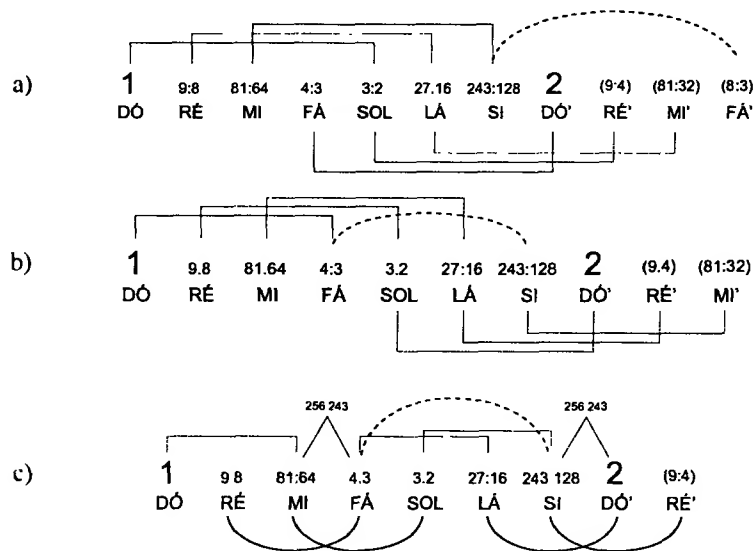 a)
1 9:8 81:64 4:3 3:2 27.16 243:128 2 (9·4) (81:32) (8:3)
DÓ RÉ MI FÁ SOL LÁ SI DÓ' RÉ' MI' FÁ'
b)
1 9.8 81.64 4:3 3.2 27:16 243:128 2 (9.4) (81:32)
DÓ RÉ MI FÁ SOL LÁ SI DÓ' RÉ' MI'
256 243 256 243
c)
1 9 8 81:64 4.3 3.2 27:16 243 128 2 (9:4)
DÓ RÉ MI FÁ SOL LÁ SI DÓ' RÉ'